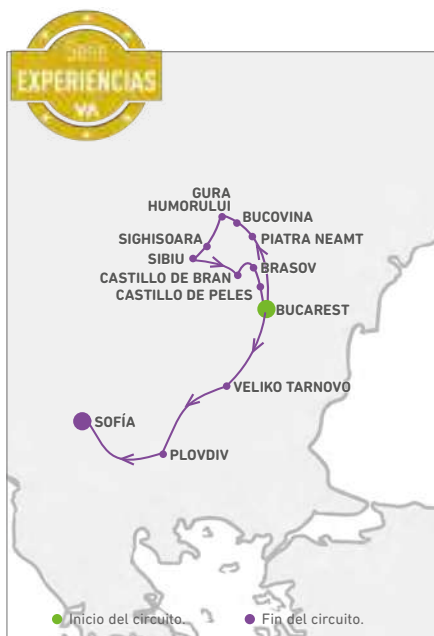 Serie
EXPERIENCIAS
VA
GURA
HUMORULUI
BUCOVINA
SIGHISOARA
PIATRA NEAMT
SIBIU
BRASOV
CASTILLO DE BRAN
CASTILLO DE PELES
BUCAREST
VELIKO TARNOVO
SOFÍA
PLOVDIV
Inicio del circuito.
Fin del circuito.